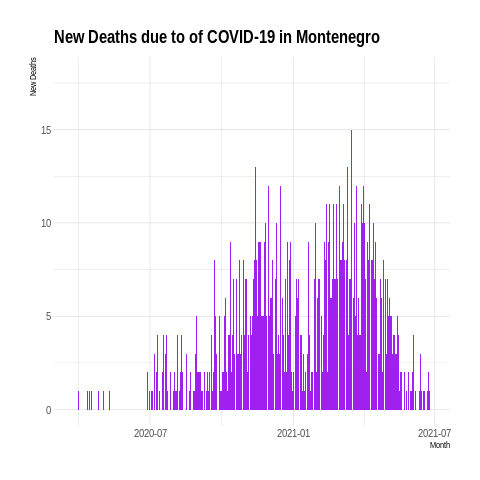 New Deaths due to of COVID-19 in Montenegro
New Deaths
15
10
5
0
2020-07
2021-01
2021-07
Month